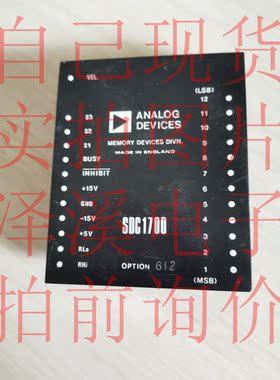 自己现货
实拍图片
泽溪电子
拍前询价
VEL
ANALOG
DEVICES
MEMORY DEVICES DIVN.
MADE IN ENGLAND
S3
S2
S1
BUSY
INHIBIT
+15V
GND
-15V
+5V
RLo
RHi
SDC1700
OPTION 612
(LSB)
12
11
10
9
8
7
6
5
4
3
2
1
(MSB)